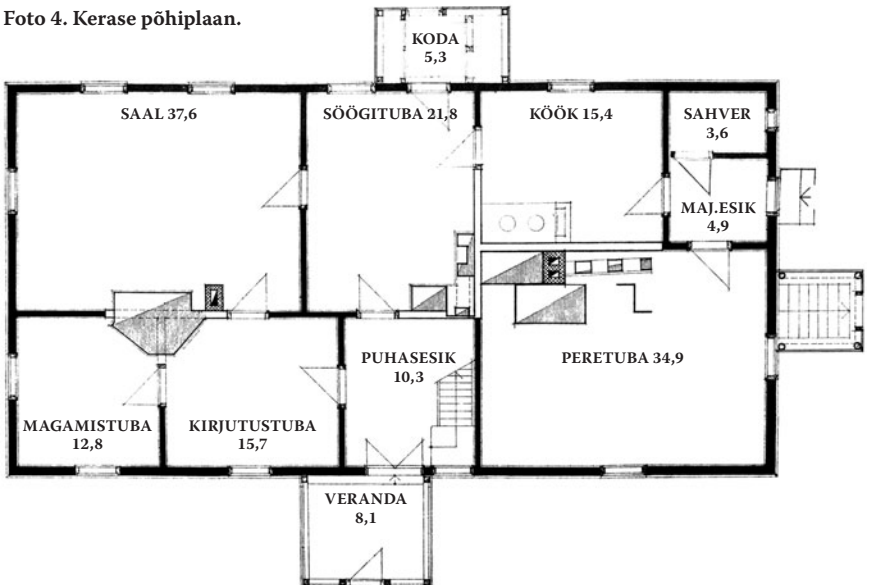 Foto 4. Kerase põhiplaan.
KODA
5,3
SAAL 37,6
SÖÖGITUBA 21,8
KÖÖK 15,4
SAHVER
3,6
MAJ.ESIK
4,9
PUHASESIK
10,3
PERETUBA 34,9
MAGAMISTUBA
12,8
KIRJUTUSTUBA
15,7
VERANDA
8,1